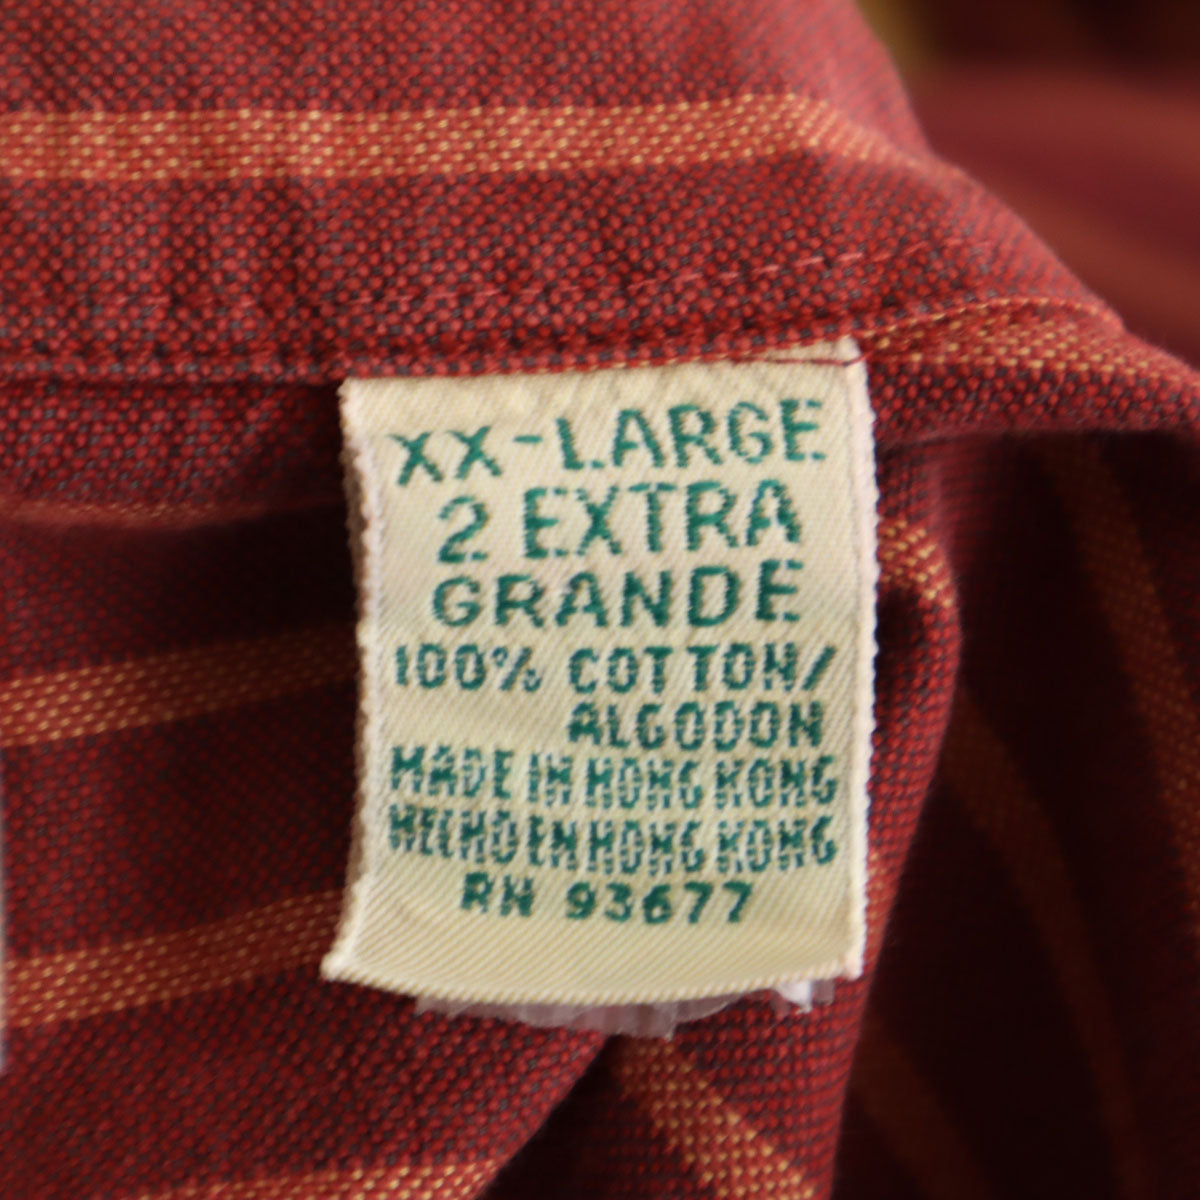 XX-LARGE
2 EXTRA
GRANDE
100% COTTON/
ALGODON
MADE IN HONG KONG
HECHO EN HONG KONG
RN 93677